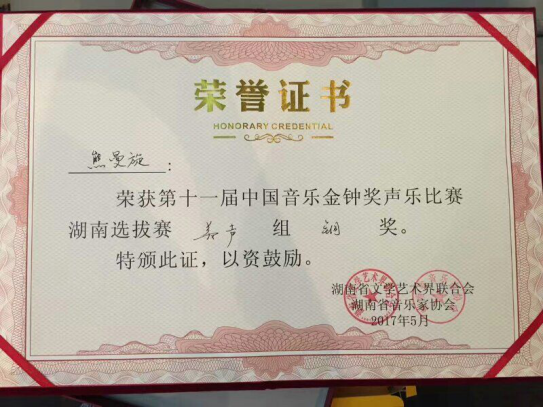 荣誉证书
HONORARY CREDENTIAL
熊曼旋：
荣获第十一届中国音乐金钟奖声乐比赛
湖南选拔赛 美声 组 铜 奖。
特颁此证，以资鼓励。
湖南省文学艺术界联合会
湖南省音乐家协会
2017年5月